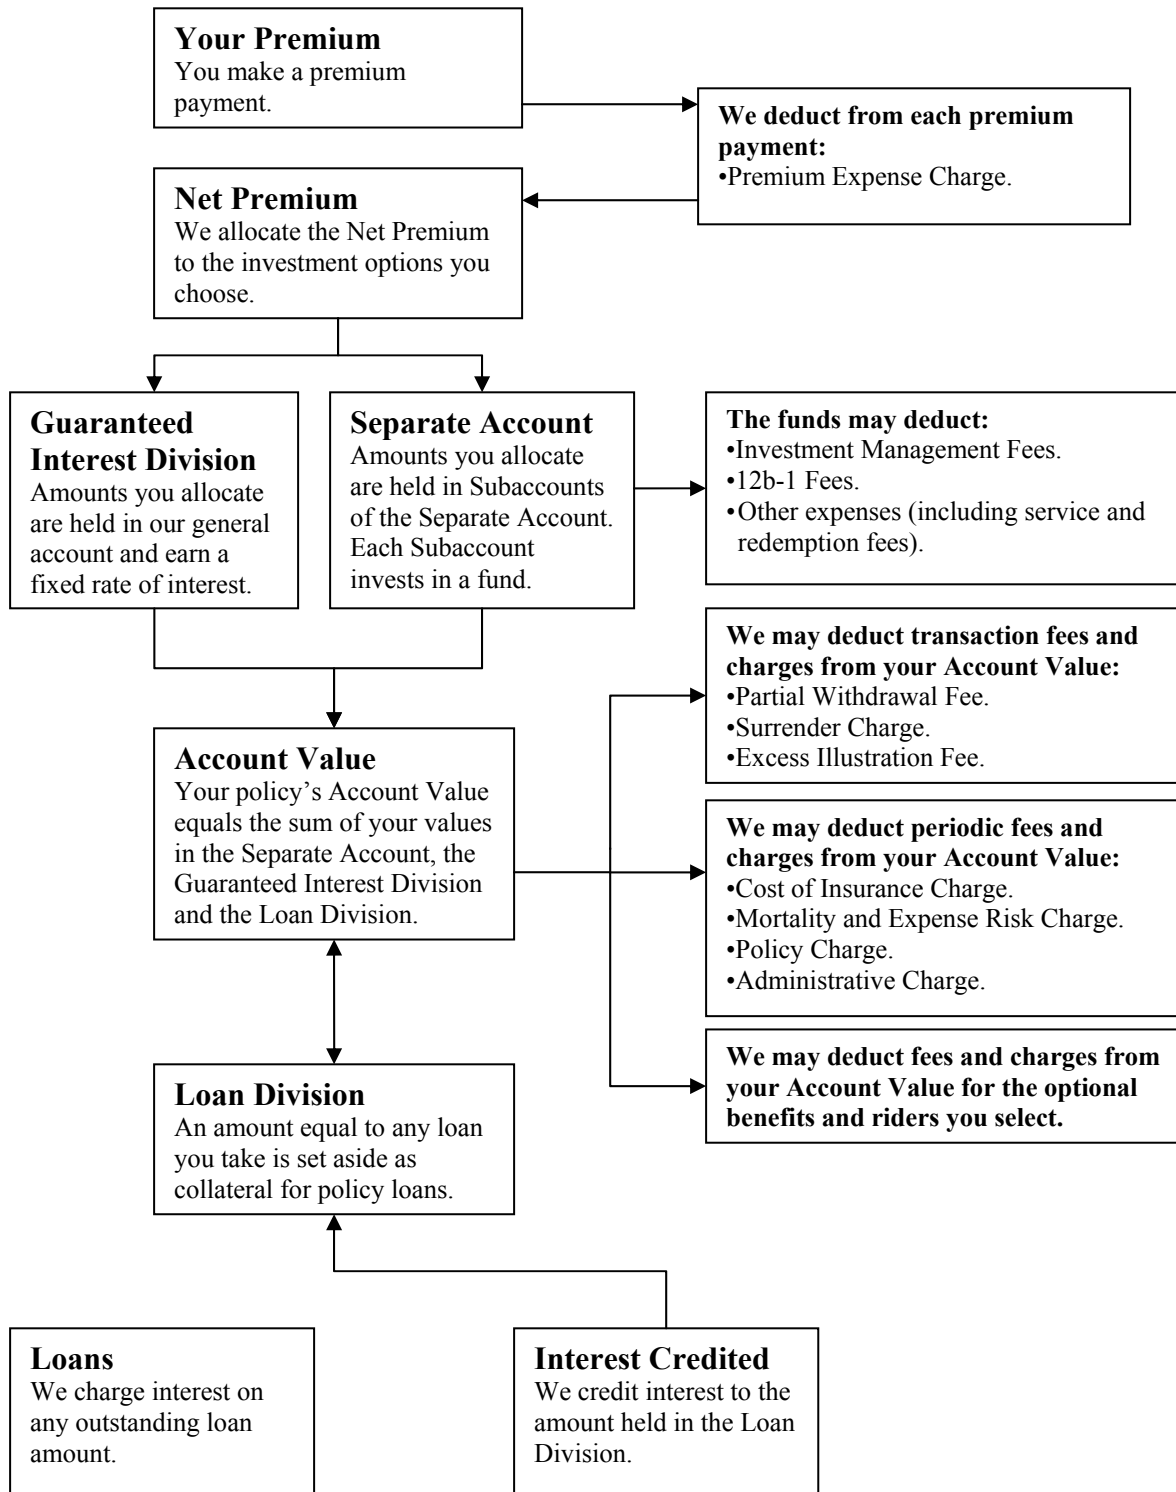 Your Premium
You make a premium
payment.
We deduct from each premium
payment:
•Premium Expense Charge.
Net Premium
We allocate the Net Premium
to the investment options you
choose.
Guaranteed
Interest Division
Amounts you allocate
are held in our general
account and earn a
fixed rate of interest.
Separate Account
Amounts you allocate
are held in Subaccounts
of the Separate Account.
Each Subaccount
invests in a fund.
The funds may deduct:
•Investment Management Fees.
•12b-1 Fees.
•Other expenses (including service and
redemption fees).
We may deduct transaction fees and
charges from your Account Value:
•Partial Withdrawal Fee.
•Surrender Charge.
•Excess Illustration Fee.
Account Value
Your policy’s Account Value
equals the sum of your values
in the Separate Account, the
Guaranteed Interest Division
and the Loan Division.
We may deduct periodic fees and
charges from your Account Value:
•Cost of Insurance Charge.
•Mortality and Expense Risk Charge.
•Policy Charge.
•Administrative Charge.
We may deduct fees and charges from
your Account Value for the optional
benefits and riders you select.
Loan Division
An amount equal to any loan
you take is set aside as
collateral for policy loans.
Loans
We charge interest on
any outstanding loan
amount.
Interest Credited
We credit interest to the
amount held in the Loan
Division.